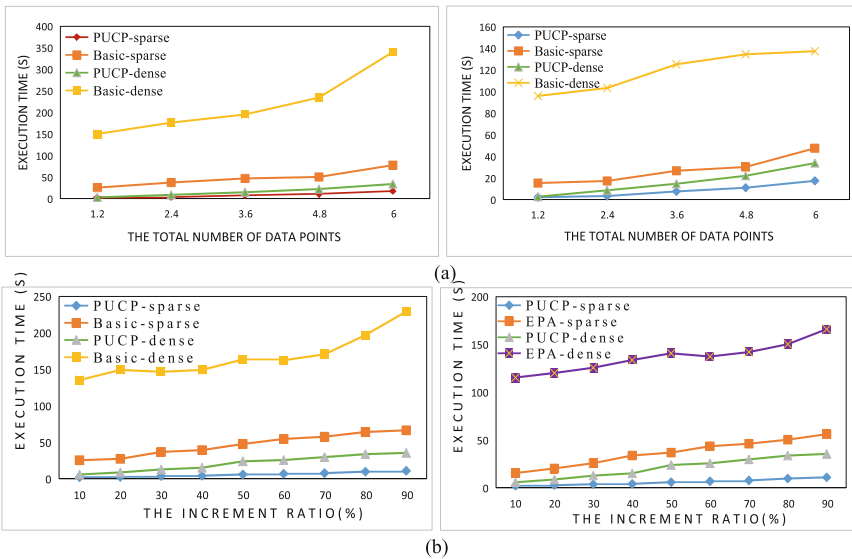 PUCP-sparse
Basic-sparse
PUCP-dense
Basic-dense
400
350
300
250
200
150
100
50
0
EXECUTION TIME (S)
1.2 2.4 3.6 4.8 6
THE TOTAL NUMBER OF DATA POINTS
PUCP-sparse
Basic-sparse
PUCP-dense
Basic-dense
160
140
120
100
80
60
40
20
0
EXECUTION TIME (S)
1.2 2.4 3.6 4.8 6
THE TOTAL NUMBER OF DATA POINTS
(a)
PUCP-sparse
Basic-sparse
PUCP-dense
Basic-dense
250
200
150
100
50
0
EXECUTION TIME (S)
10 20 30 40 50 60 70 80 90
THE INCREMENT RATIO(%)
PUCP-sparse
EPA-sparse
PUCP-dense
EPA-dense
200
150
100
50
0
EXECUTION TIME (S)
10 20 30 40 50 60 70 80 90
THE INCREMENT RATIO(%)
(b)